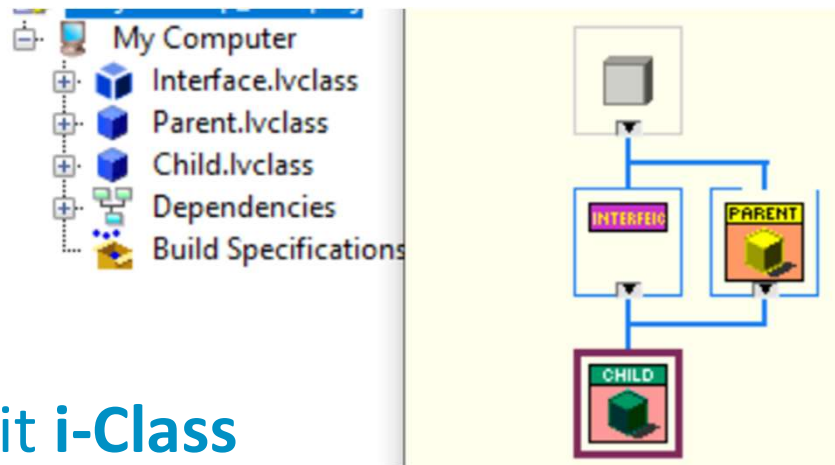 My Computer
Interface.lvclass
Parent.lvclass
Child.lvclass
Dependencies
Build Specifications
it i-Class
INTERFEIC
PARENT
CHILD